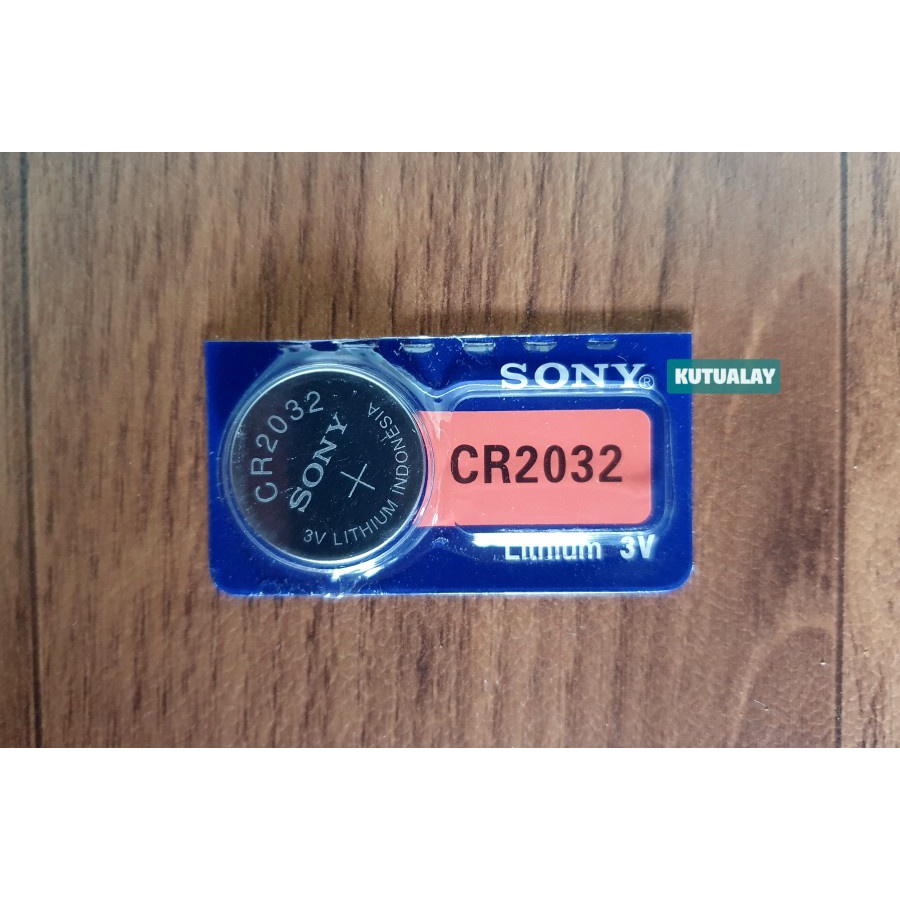 SONY® KUTUALAY
CR2032
Lithium 3V
CR2032
SONY
+
3V LITHIUM INDONESIA